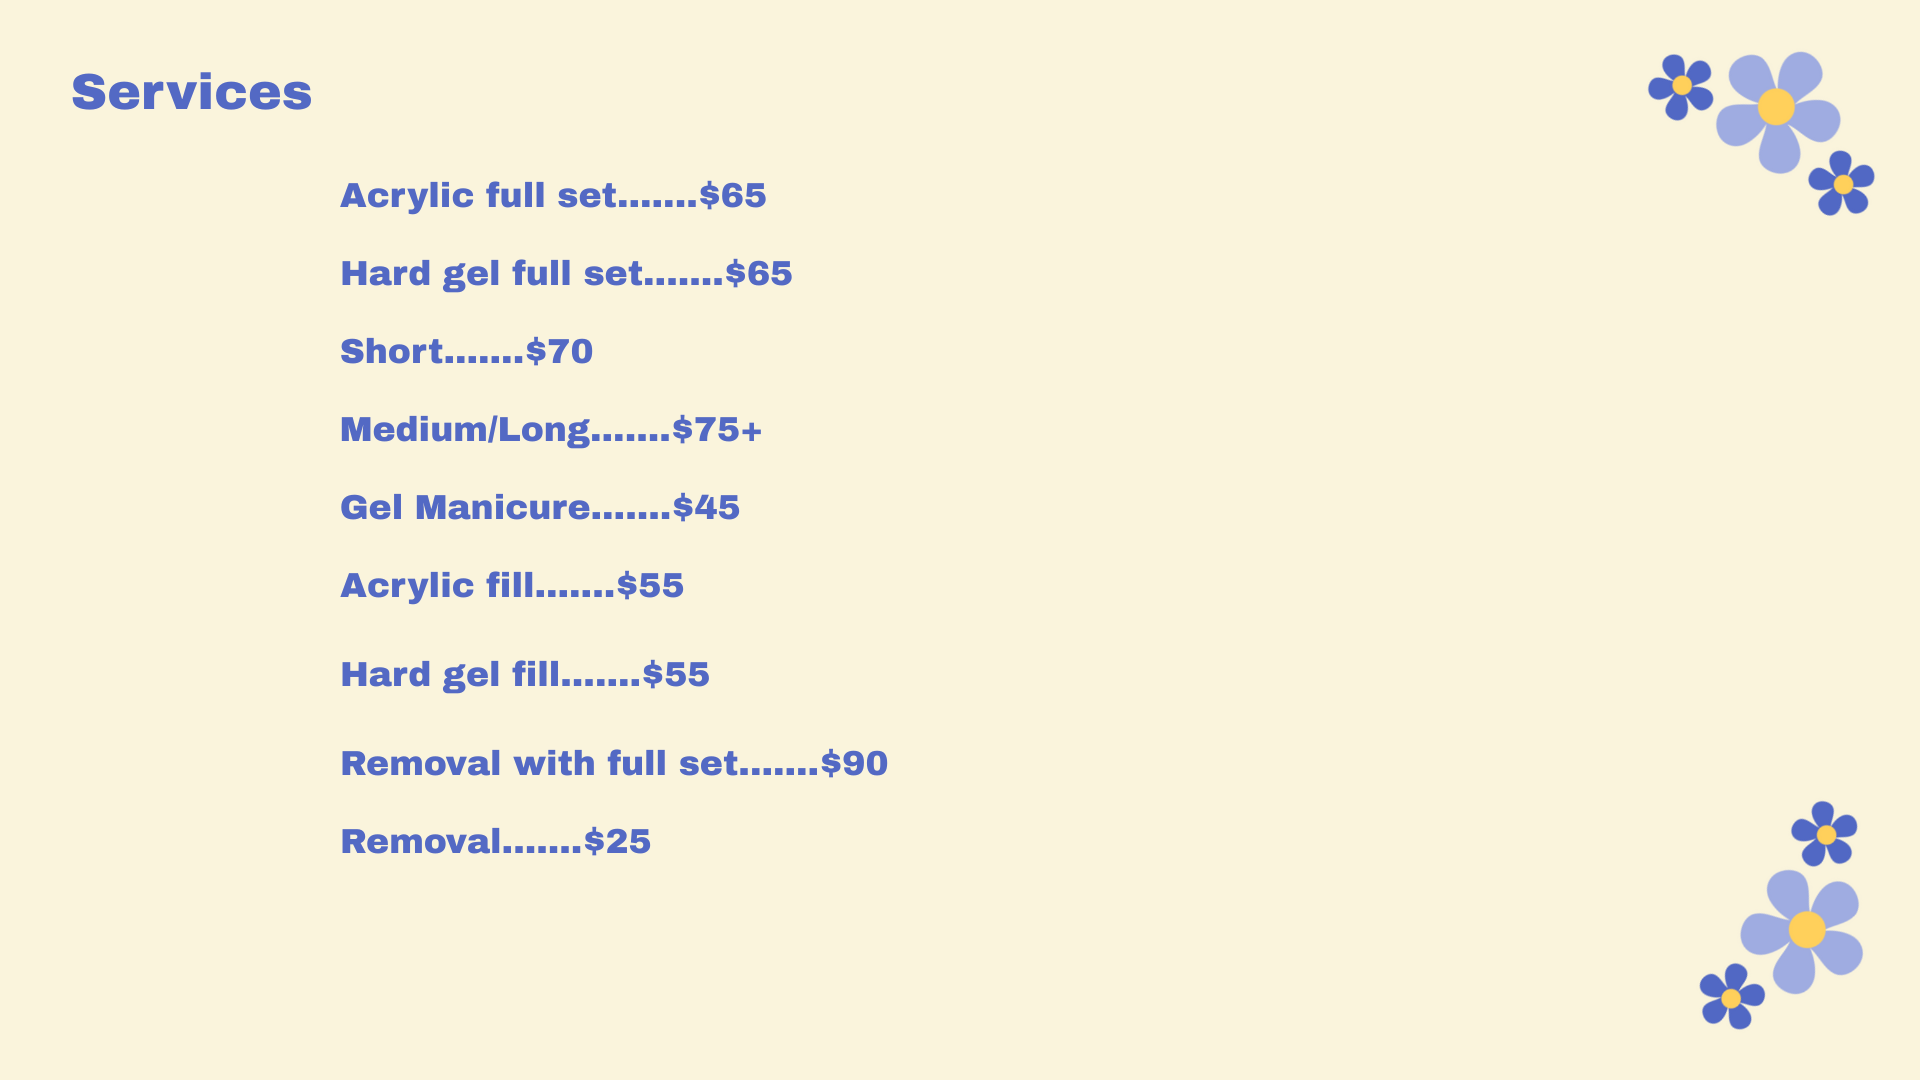 Services
Acrylic full set.......$65
Hard gel full set.......$65
Short.......$70
Medium/Long.......$75+
Gel Manicure.......$45
Acrylic fill.......$55
Hard gel fill.......$55
Removal with full set.......$90
Removal.......$25